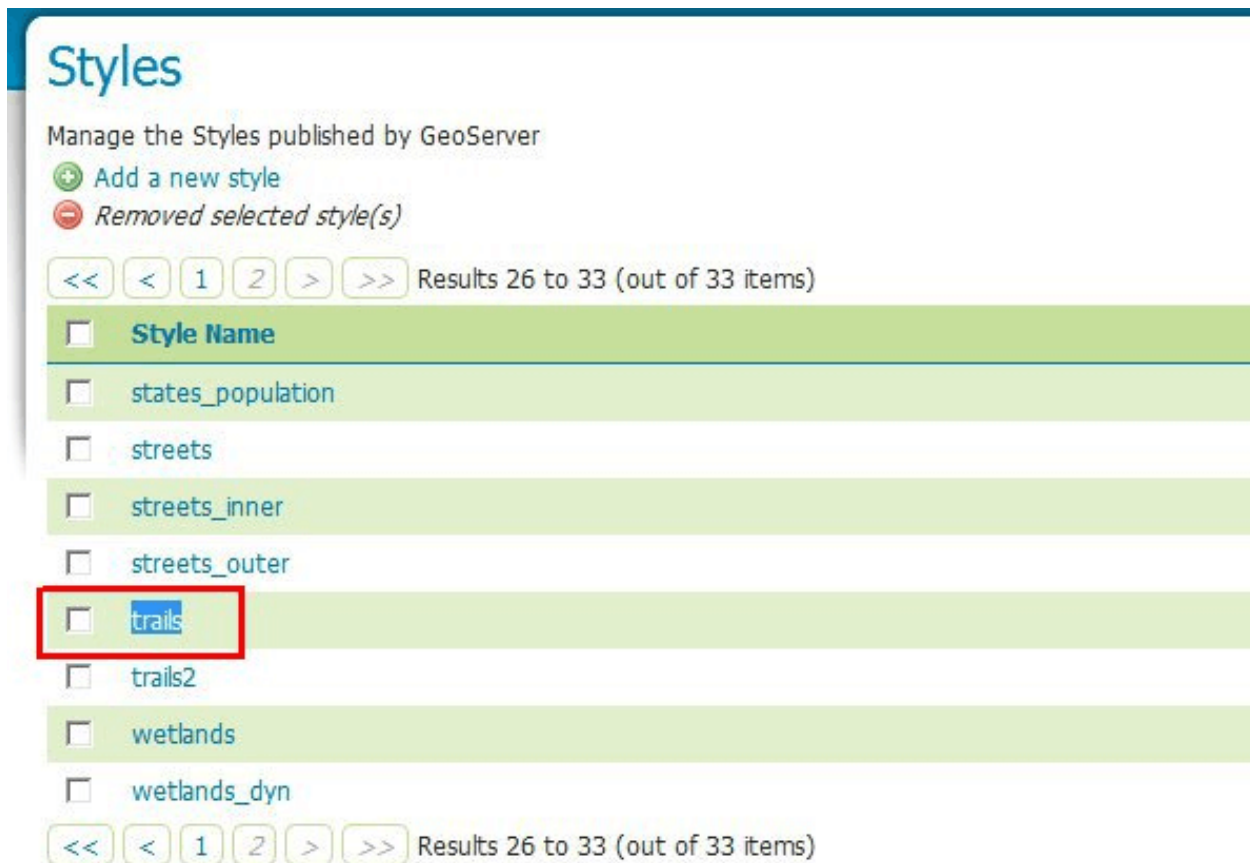 Styles
Manage the Styles published by GeoServer
Add a new style
Removed selected style(s)
<< < 1 2 > >> Results 26 to 33 (out of 33 items)
Style Name
states_population
streets
streets_inner
streets_outer
trails
trails2
wetlands
wetlands_dyn
<< < 1 2 > >> Results 26 to 33 (out of 33 items)